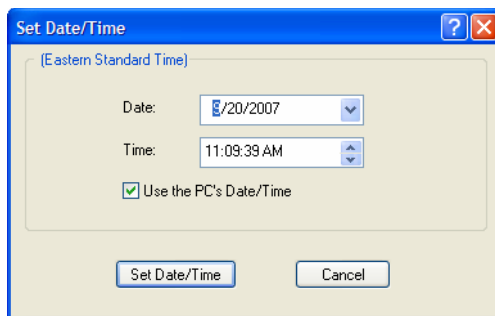 Set Date/Time
(Eastern Standard Time)
Date: 9/20/2007
Time: 11:09:39 AM
Use the PC's Date/Time
Set Date/Time Cancel